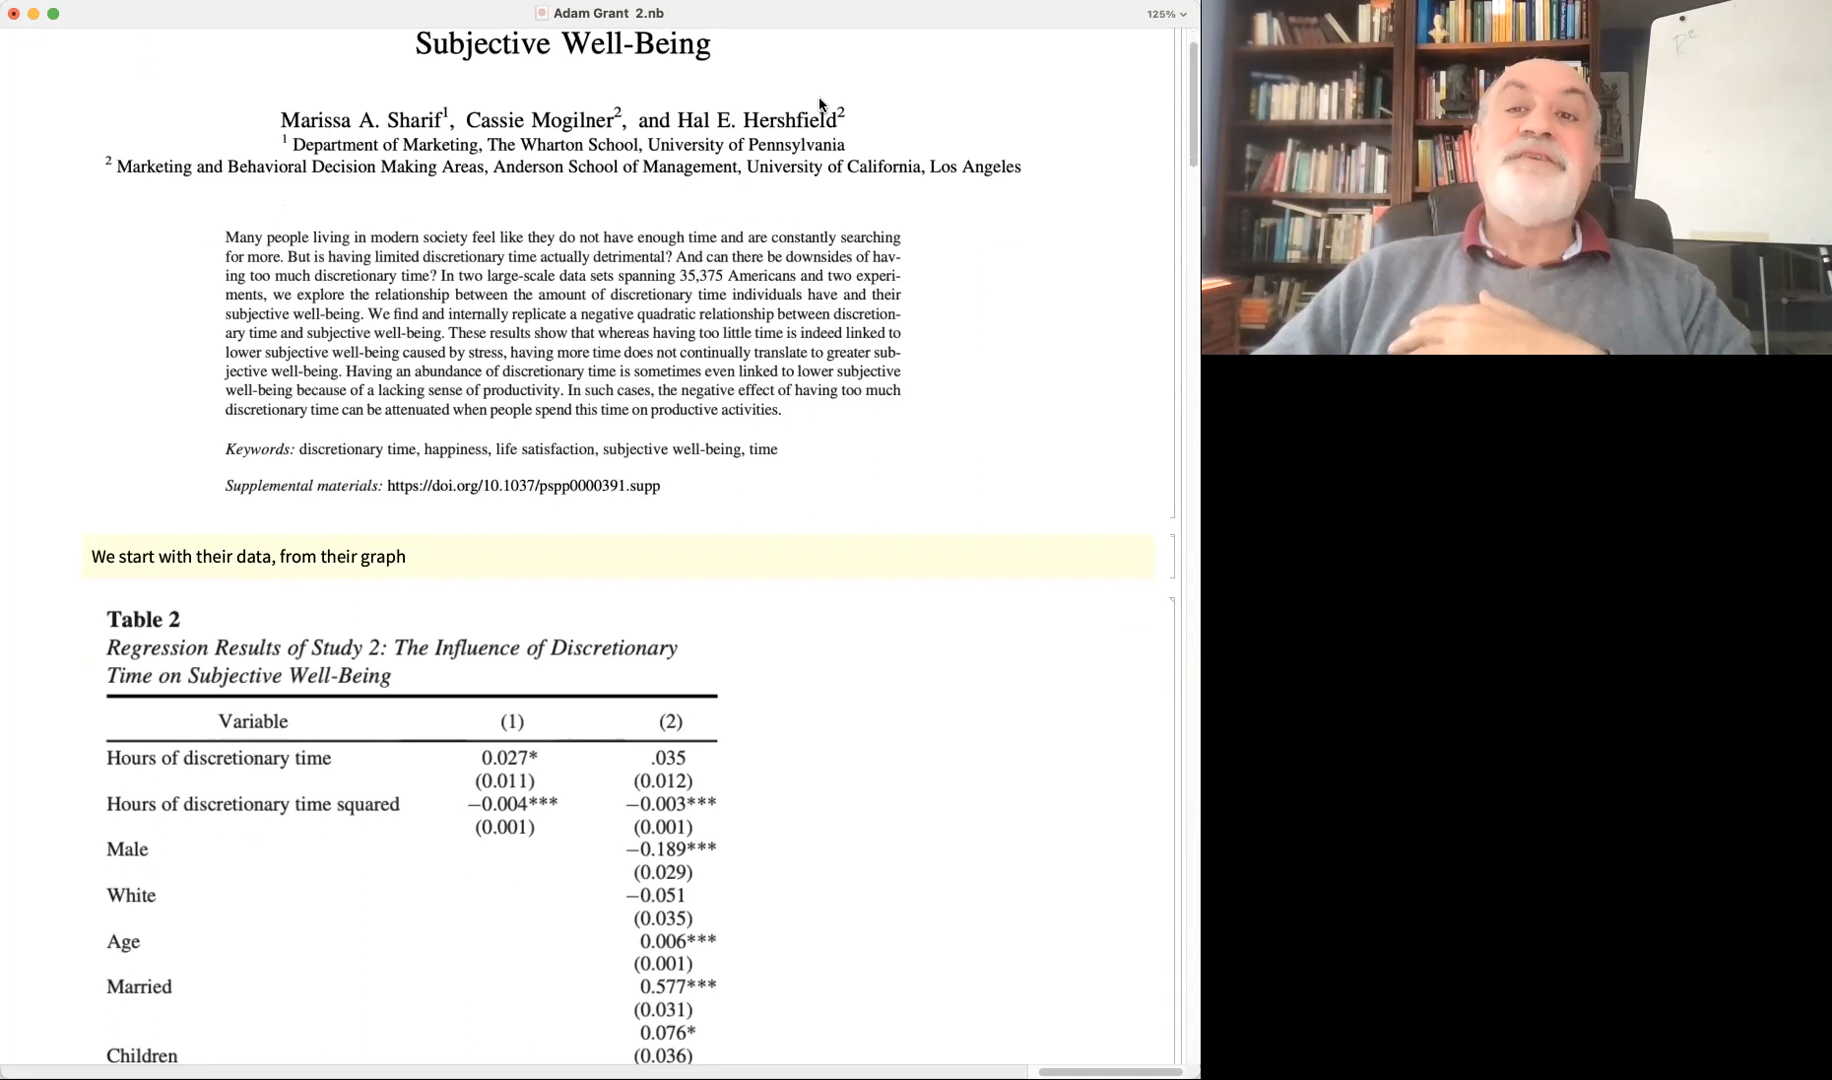 Adam Grant 2.nb
125%
Subjective Well-Being
Marissa A. Sharif1, Cassie Mogilner2, and Hal E. Hershfield2
1 Department of Marketing, The Wharton School, University of Pennsylvania
2 Marketing and Behavioral Decision Making Areas, Anderson School of Management, University of California, Los Angeles
Many people living in modern society feel like they do not have enough time and are constantly searching
for more. But is having limited discretionary time actually detrimental? And can there be downsides of hav-
ing too much discretionary time? In two large-scale data sets spanning 35,375 Americans and two experi-
ments, we explore the relationship between the amount of discretionary time individuals have and their
subjective well-being. We find and internally replicate a negative quadratic relationship between discretion-
ary time and subjective well-being. These results show that whereas having too little time is indeed linked to
lower subjective well-being caused by stress, having more time does not continually translate to greater sub-
jective well-being. Having an abundance of discretionary time is sometimes even linked to lower subjective
well-being because of a lacking sense of productivity. In such cases, the negative effect of having too much
discretionary time can be attenuated when people spend this time on productive activities.
Keywords: discretionary time, happiness, life satisfaction, subjective well-being, time
Supplemental materials: https://doi.org/10.1037/pspp0000391.supp
We start with their data, from their graph
Table 2
Regression Results of Study 2: The Influence of Discretionary
Time on Subjective Well-Being
Variable (1) (2)
Hours of discretionary time 0.027* .035
(0.011) (0.012)
Hours of discretionary time squared −0.004*** −0.003***
(0.001) (0.001)
Male −0.189***
(0.029)
White −0.051
(0.035)
Age 0.006***
(0.001)
Married 0.577***
(0.031)
0.076*
Children (0.036)
R2